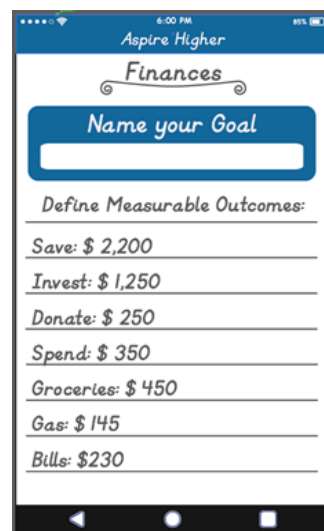 6:00 PM
85%
Aspire Higher
Finances
Name your Goal
Define Measurable Outcomes:
Save: $ 2,200
Invest: $ 1,250
Donate: $ 250
Spend: $ 350
Groceries: $ 450
Gas: $ 145
Bills: $230